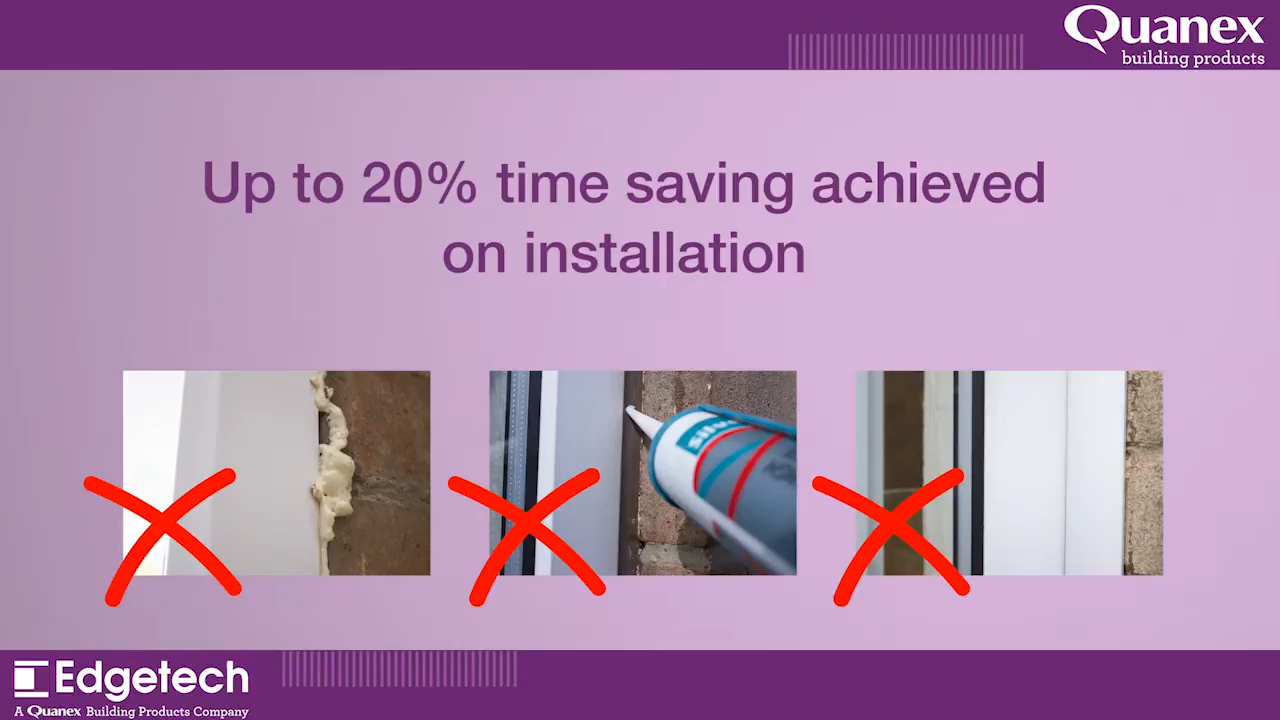 Quanex
building products
Up to 20% time saving achieved
on installation
Edgetech
A Quanex Building Products Company